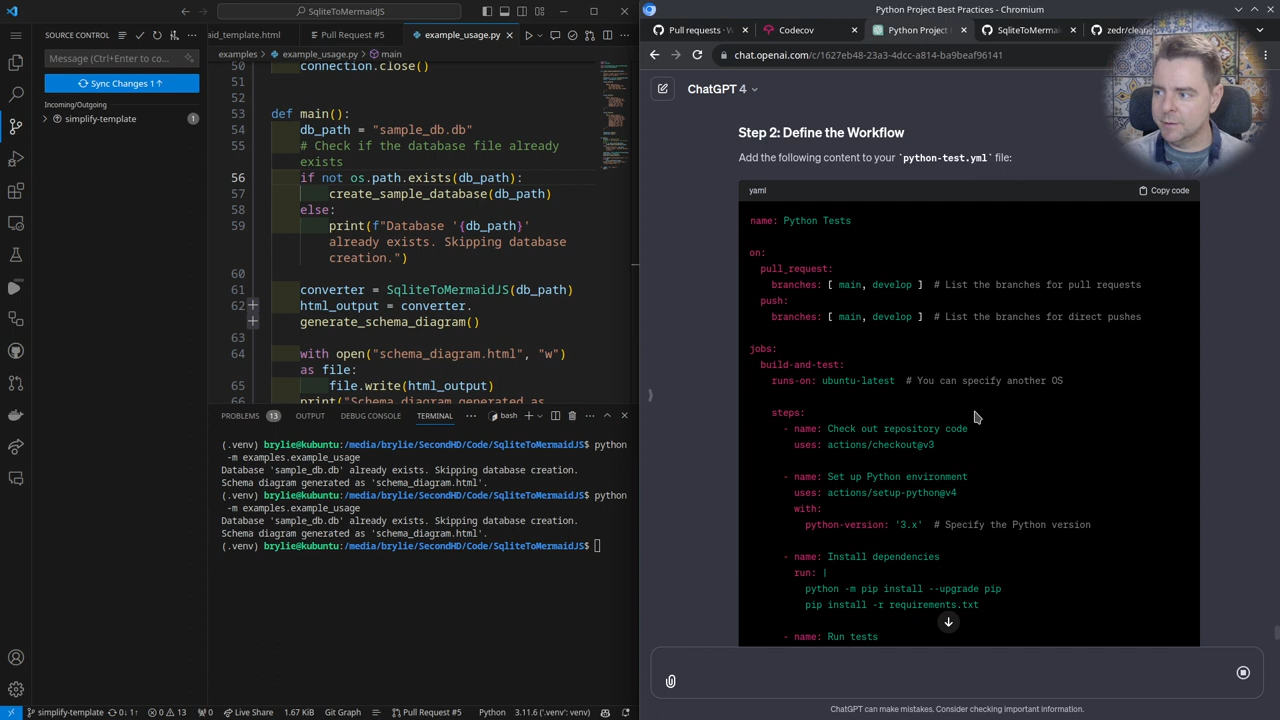 SqliteToMermaidJS
Python Project Best Practices - Chromium
SOURCE CONTROL
Message (Ctrl+Enter to co...
Sync Changes 1↑
Incoming/Outgoing
simplify-template
1
aid_template.html
Pull Request #5
example_usage.py
examples > example_usage.py > main
50 connection.close()
51
52
53 def main():
54 db_path = "sample_db.db"
55 # Check if the database file already
exists
56 if not os.path.exists(db_path):
57 create_sample_database(db_path)
58 else:
59 print(f"Database '{db_path}'
already exists. Skipping database
creation.")
60
61 converter = SqliteToMermaidJS(db_path)
62 html_output = converter.
generate_schema_diagram()
63
64 with open("schema_diagram.html", "w")
as file:
65 file.write(html_output)
66 print("Schema diagram generated as
PROBLEMS 13 OUTPUT DEBUG CONSOLE TERMINAL ... bash
(.venv) brylie@kubuntu:/media/brylie/SecondHD/Code/SqliteToMermaidJS$ python
-m examples.example_usage
Database 'sample_db.db' already exists. Skipping database creation.
Schema diagram generated as 'schema_diagram.html'.
(.venv) brylie@kubuntu:/media/brylie/SecondHD/Code/SqliteToMermaidJS$ python
-m examples.example_usage
Database 'sample_db.db' already exists. Skipping database creation.
Schema diagram generated as 'schema_diagram.html'.
(.venv) brylie@kubuntu:/media/brylie/SecondHD/Code/SqliteToMermaidJS$
simplify-template 0↓ 1↑ 0 13 0 Live Share 1.67 KiB Git Graph Pull Request #5 Python 3.11.6 ('.venv': venv)
Pull requests · W
Codecov
Python Project
SqliteToMermai
zedr/clea
chat.openai.com/c/1627eb48-23a3-4dcc-a814-ba9beaf96141
ChatGPT 4
Step 2: Define the Workflow
Add the following content to your `python-test.yml` file:
yaml
Copy code
name: Python Tests
on:
pull_request:
branches: [ main, develop ] # List the branches for pull requests
push:
branches: [ main, develop ] # List the branches for direct pushes
jobs:
build-and-test:
runs-on: ubuntu-latest # You can specify another OS
steps:
- name: Check out repository code
uses: actions/checkout@v3
- name: Set up Python environment
uses: actions/setup-python@v4
with:
python-version: '3.x' # Specify the Python version
- name: Install dependencies
run: |
python -m pip install --upgrade pip
pip install -r requirements.txt
- name: Run tests
ChatGPT can make mistakes. Consider checking important information.